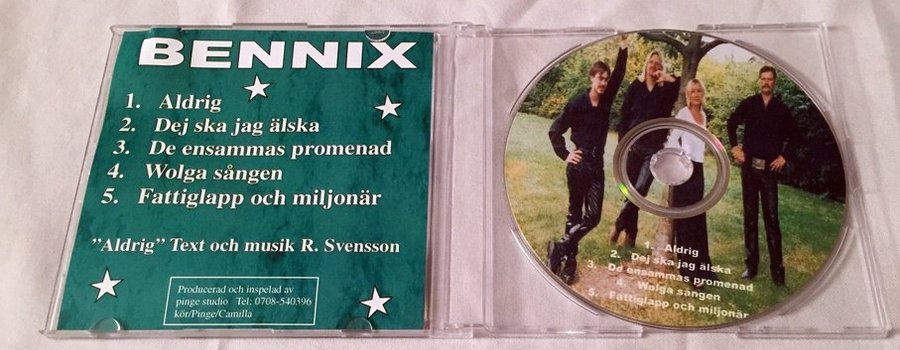 BENNIX
1. Aldrig
2. Dej ska jag älska
3. De ensammas promenad
4. Wolga sången
5. Fattiglapp och miljonär
"Aldrig" Text och musik R. Svensson
Producerad och inspelad av
pinge studio Tel: 0708-540396
kör/Pinge/Camilla
1. Aldrig
2. Dej ska jag älska
3. De ensammas promenad
4. Wolga sången
5. Fattiglapp och miljonär